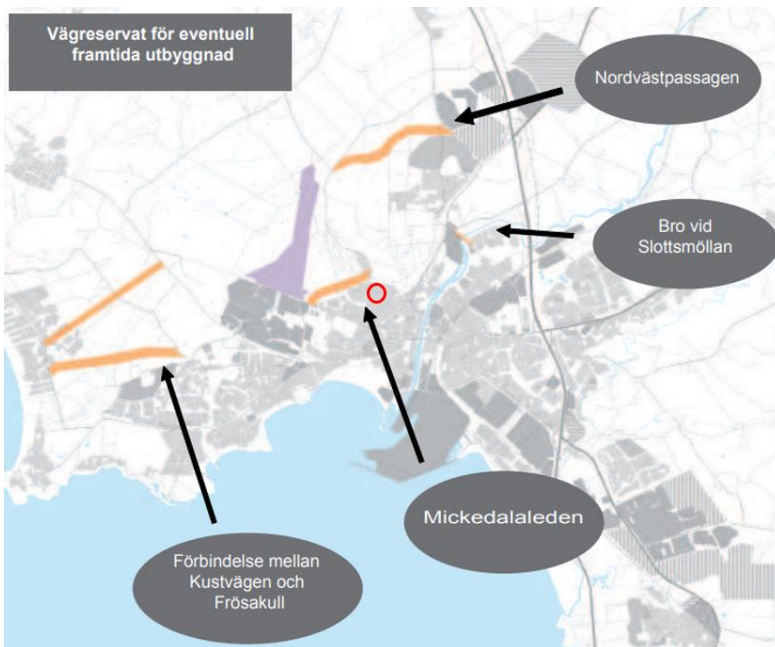 Vägreservat för eventuell
framtida utbyggnad
Nordvästpassagen
Bro vid
Slottsmöllan
Mickedalaleden
Förbindelse mellan
Kustvägen och
Frösakull